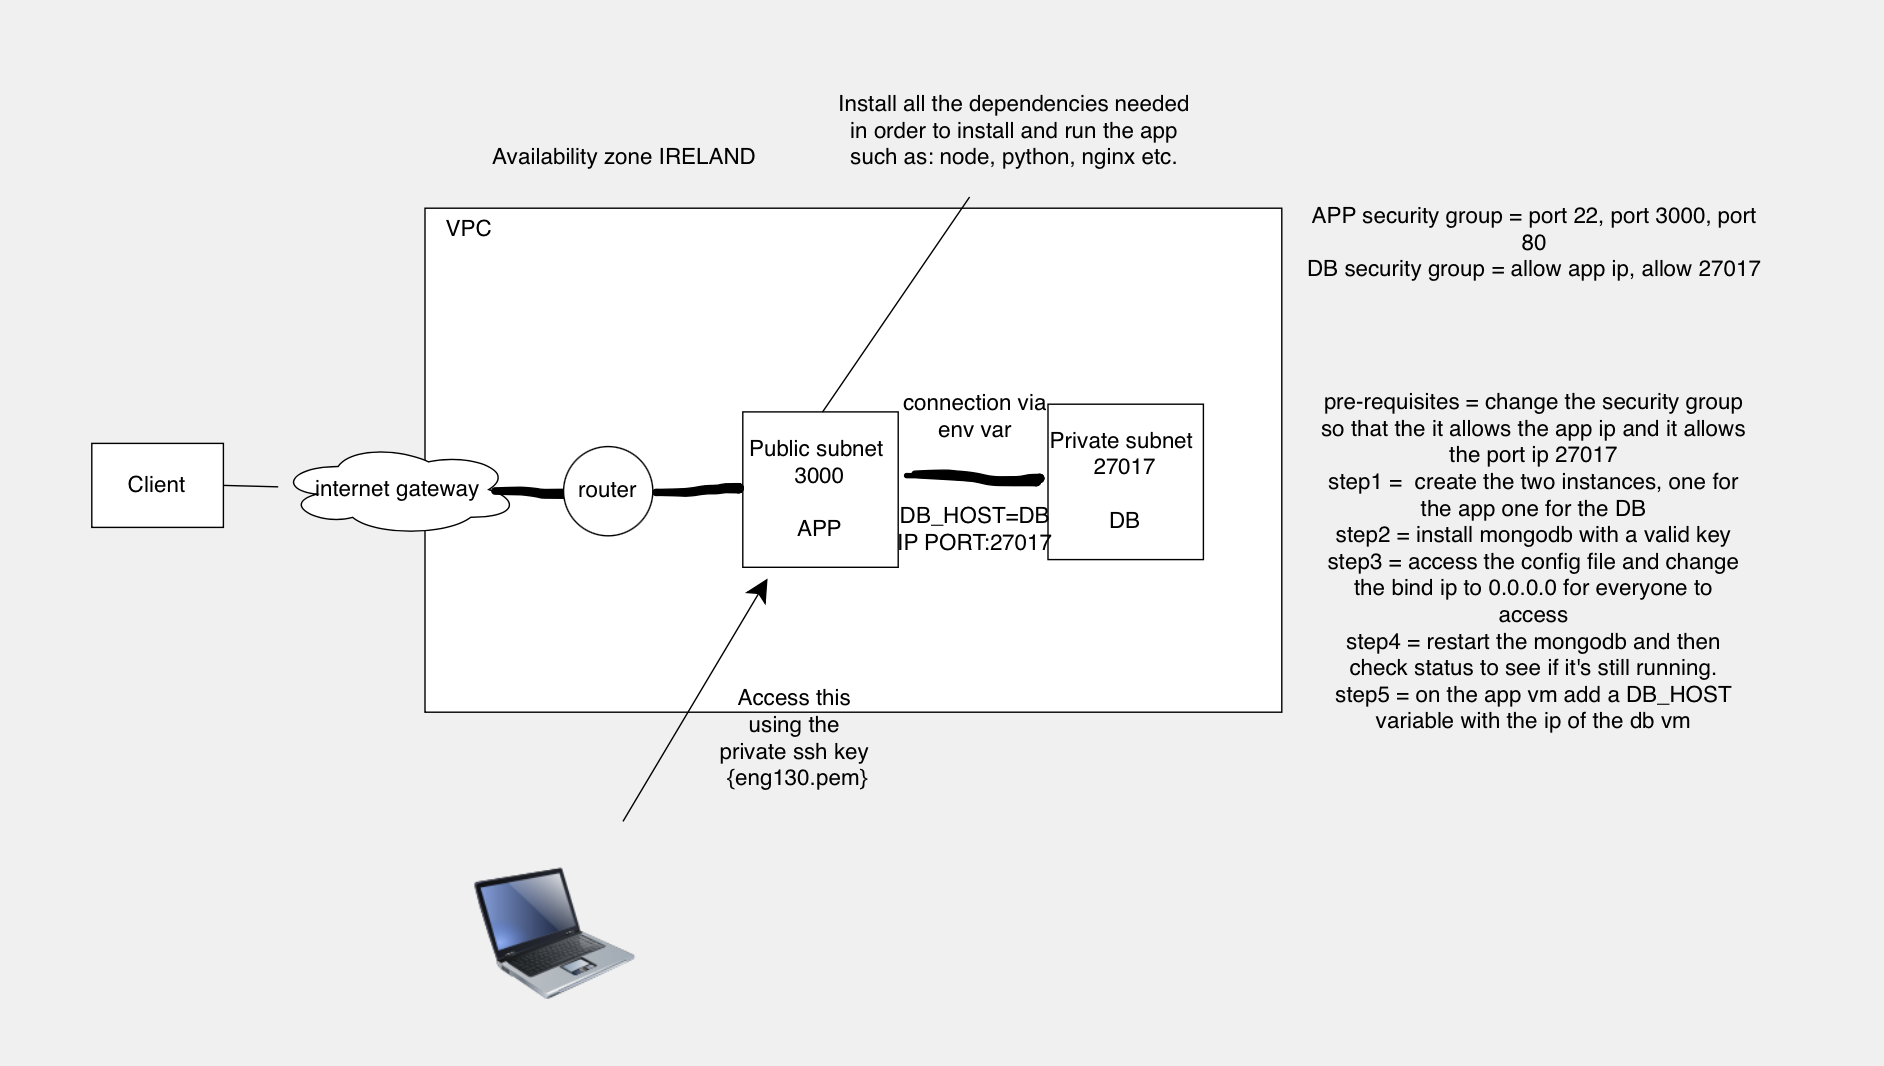 Install all the dependencies needed
in order to install and run the app
such as: node, python, nginx etc.
Availability zone IRELAND
VPC
APP security group = port 22, port 3000, port
80
DB security group = allow app ip, allow 27017
Client
internet gateway
router
Public subnet
3000
APP
connection via
env var
DB_HOST=DB
IP PORT:27017
Private subnet
27017
DB
pre-requisites = change the security group
so that the it allows the app ip and it allows
the port ip 27017
step1 =  create the two instances, one for
the app one for the DB
step2 = install mongodb with a valid key
step3 = access the config file and change
the bind ip to 0.0.0.0 for everyone to
access
step4 = restart the mongodb and then
check status to see if it's still running.
step5 = on the app vm add a DB_HOST
variable with the ip of the db vm
Access this
using the
private ssh key
{eng130.pem}